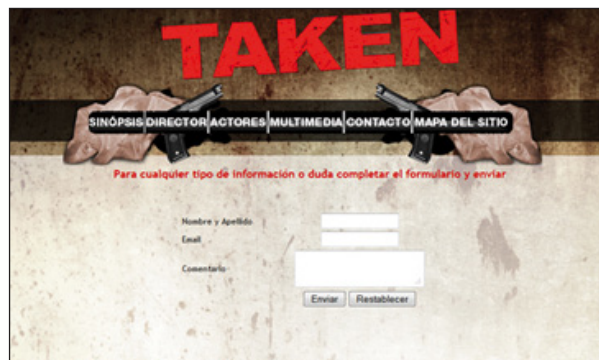 TAKEN
SINÓPSIS DIRECTOR ACTORES MULTIMEDIA CONTACTO MAPA DEL SITIO
Para cualquier tipo de información o duda completar el formulario y enviar
Nombre y Apellido
Email
Comentario
Enviar Restablecer